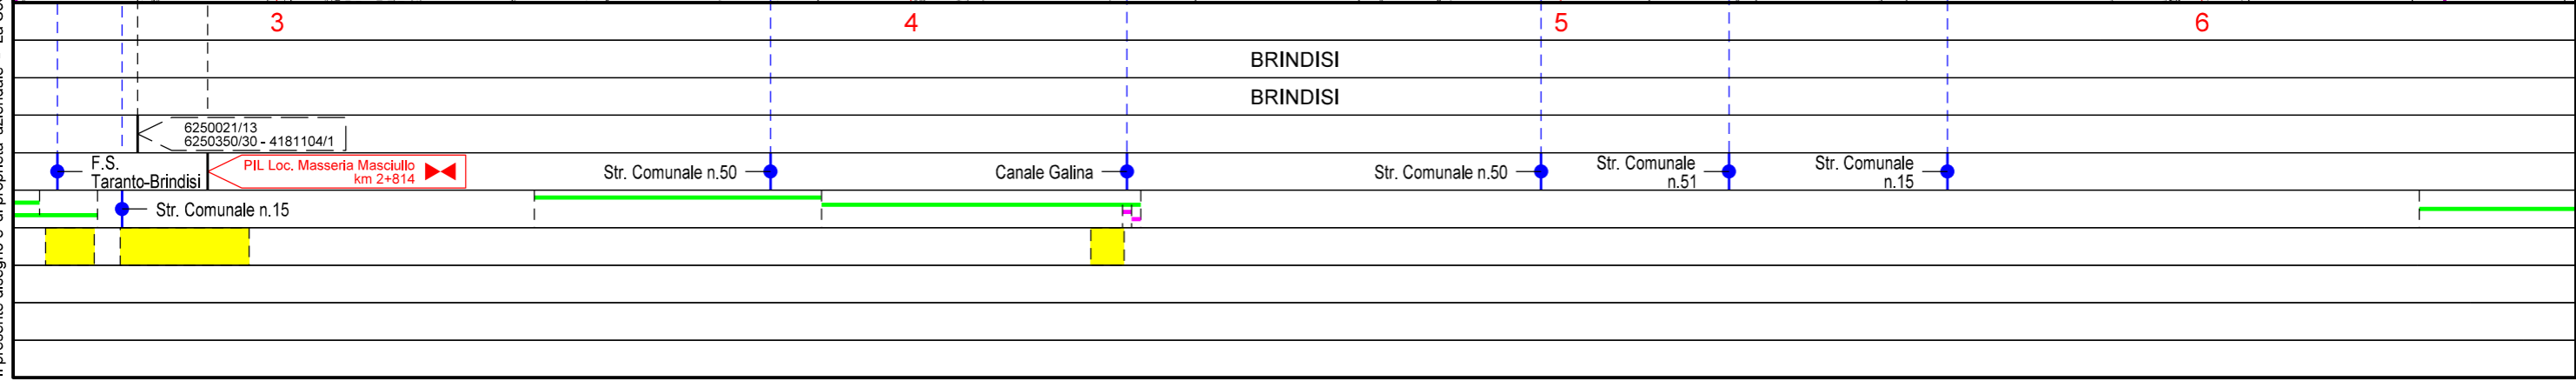 3 4 5 6
BRINDISI
BRINDISI
6250021/13
6250350/30 - 4181104/1
F.S.
Taranto-Brindisi
PIL Loc. Masseria Masciullo
km 2+814
Str. Comunale n.50
Canale Galina
Str. Comunale n.50
Str. Comunale
n.51
Str. Comunale
n.15
Str. Comunale n.15